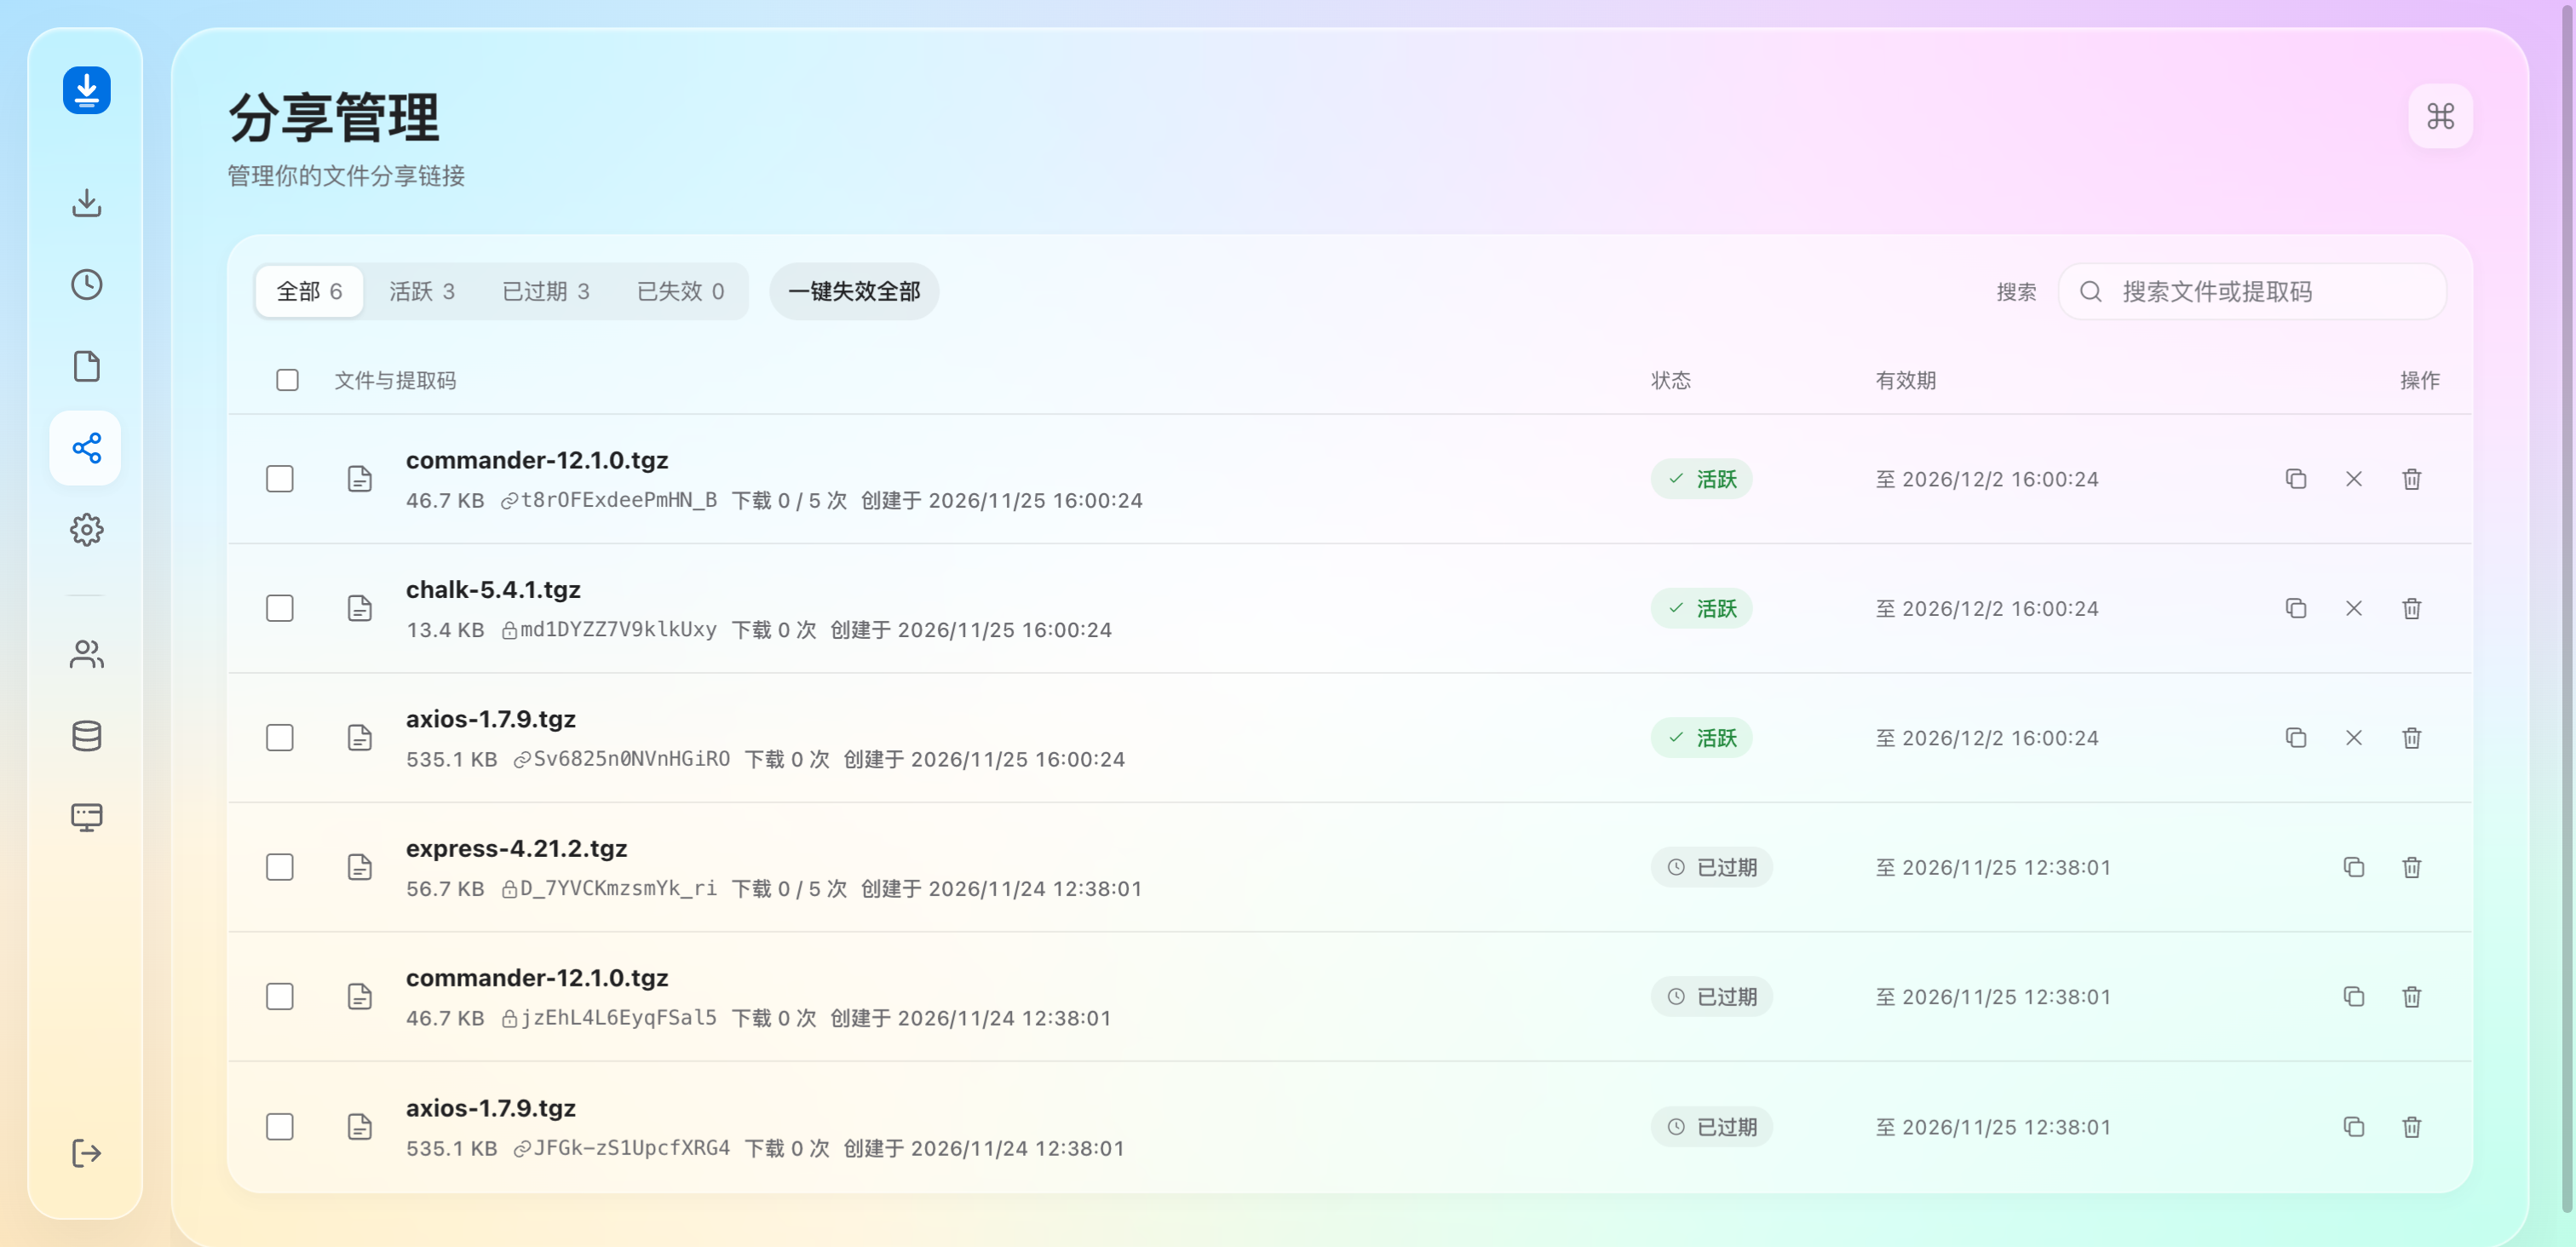 分享管理
管理你的文件分享链接
全部 6 活跃 3 已过期 3 已失效 0 一键失效全部 搜索 搜索文件或提取码
文件与提取码 状态 有效期 操作
commander-12.1.0.tgz
46.7 KB t8rOFExdeePmHN_B 下载 0 / 5 次 创建于 2026/11/25 16:00:24
活跃 至 2026/12/2 16:00:24
chalk-5.4.1.tgz
13.4 KB md1DYZZ7V9klkUxy 下载 0 次 创建于 2026/11/25 16:00:24
活跃 至 2026/12/2 16:00:24
axios-1.7.9.tgz
535.1 KB Sv6825n0NVnHGiRO 下载 0 次 创建于 2026/11/25 16:00:24
活跃 至 2026/12/2 16:00:24
express-4.21.2.tgz
56.7 KB D_7YVCKmzsmYk_ri 下载 0 / 5 次 创建于 2026/11/24 12:38:01
已过期 至 2026/11/25 12:38:01
commander-12.1.0.tgz
46.7 KB jzEhL4L6EyqFSal5 下载 0 次 创建于 2026/11/24 12:38:01
已过期 至 2026/11/25 12:38:01
axios-1.7.9.tgz
535.1 KB JFGk-zS1UpcfXRG4 下载 0 次 创建于 2026/11/24 12:38:01
已过期 至 2026/11/25 12:38:01